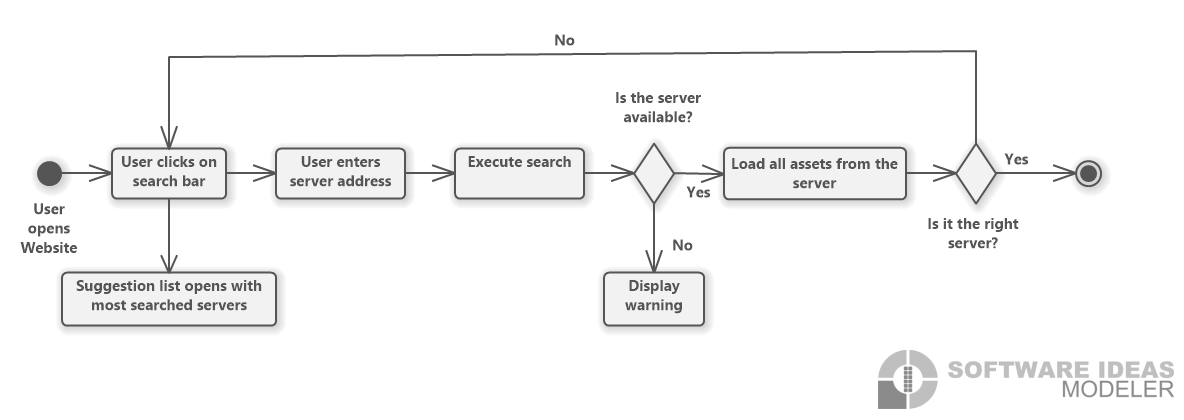 No
Is the server
available?
User clicks on
search bar
User enters
server address
Execute search
Yes
Load all assets from the
server
Yes
User
opens
Website
Is it the right
server?
No
Suggestion list opens with
most searched servers
Display
warning
SOFTWARE IDEAS
MODELER